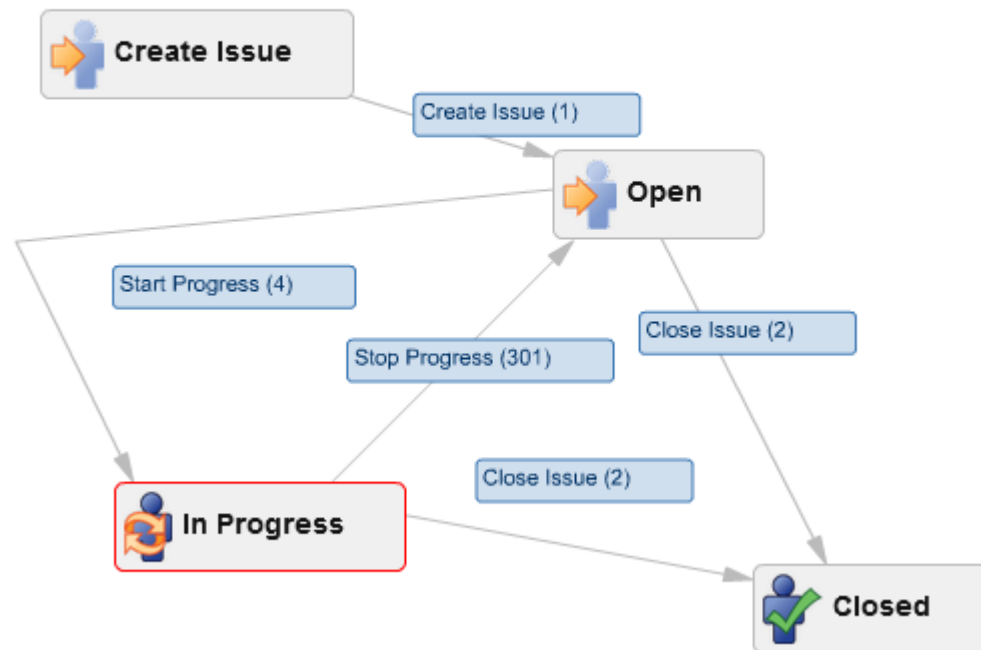 Create Issue
Create Issue (1)
Open
Start Progress (4)
Close Issue (2)
Stop Progress (301)
Close Issue (2)
In Progress
Closed